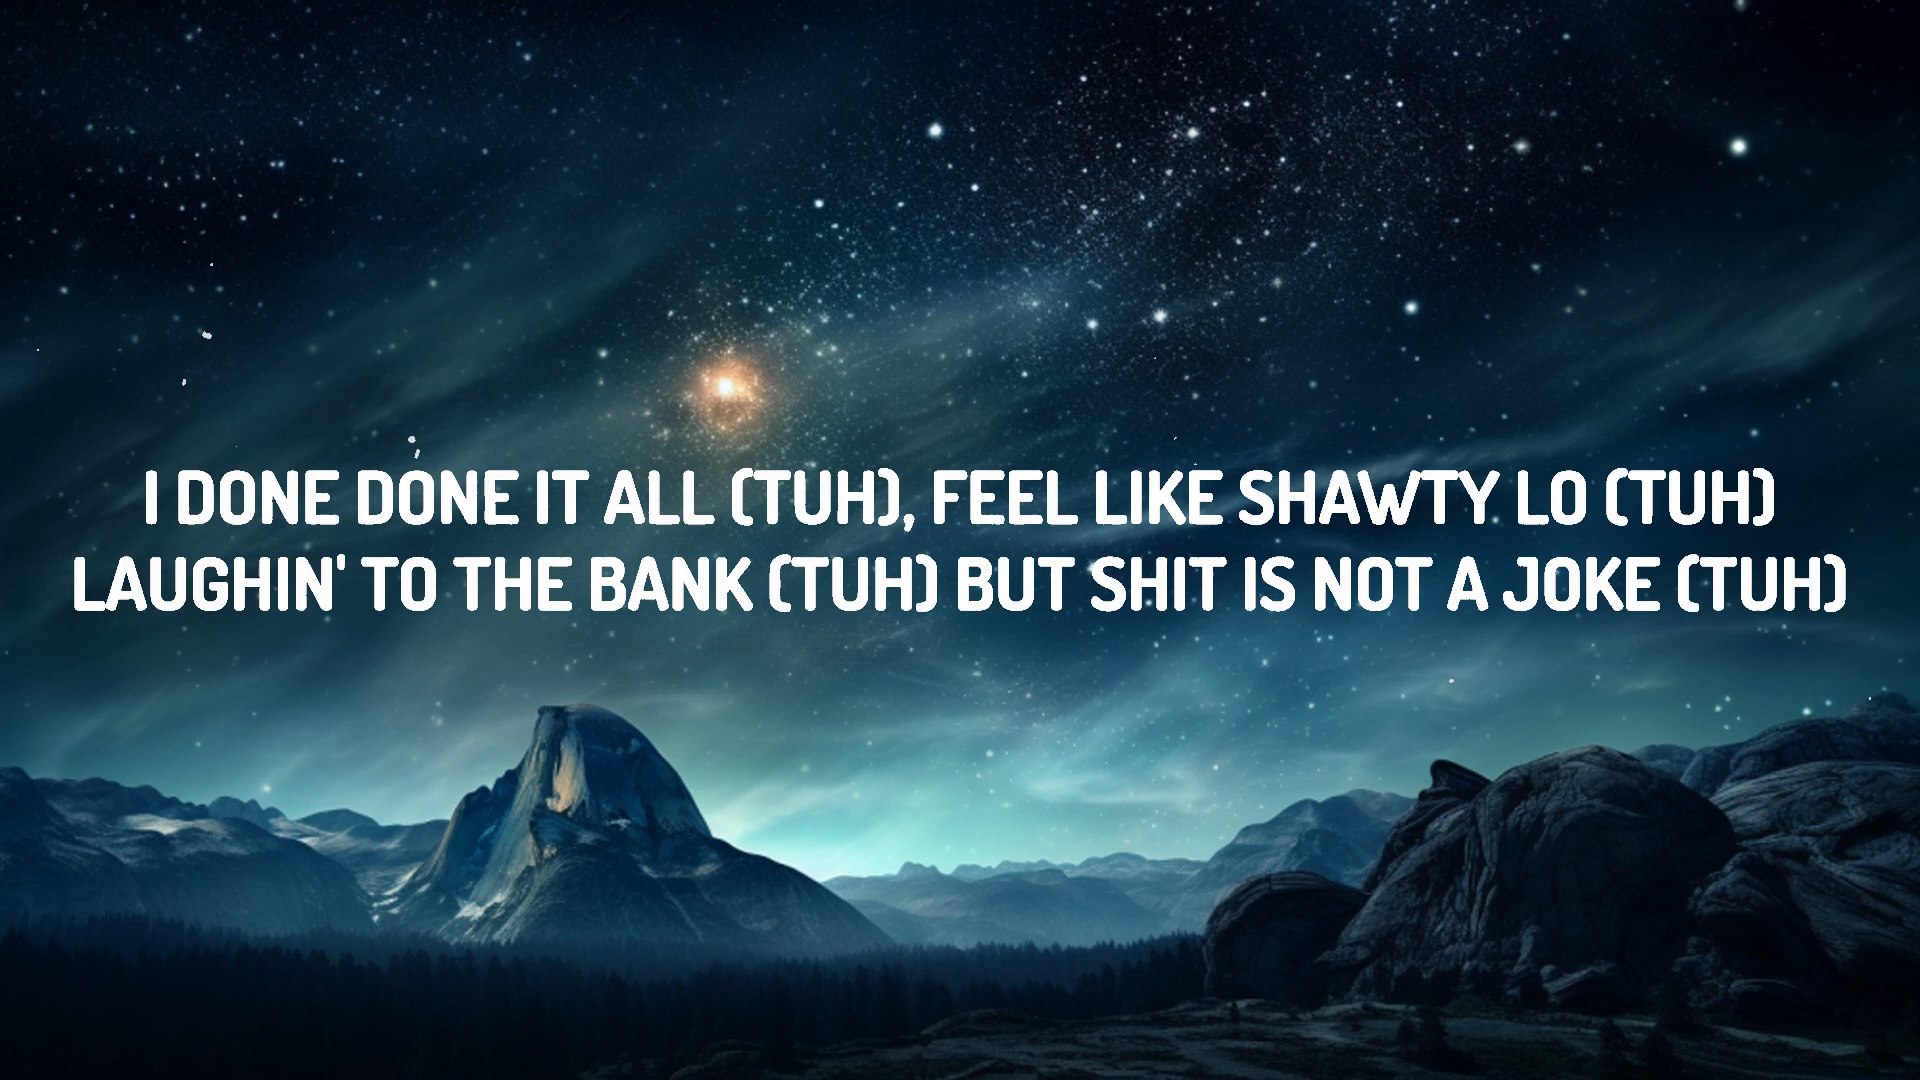 I DONE DONE IT ALL (TUH), FEEL LIKE SHAWTY LO (TUH)
LAUGHIN' TO THE BANK (TUH) BUT SHIT IS NOT A JOKE (TUH)